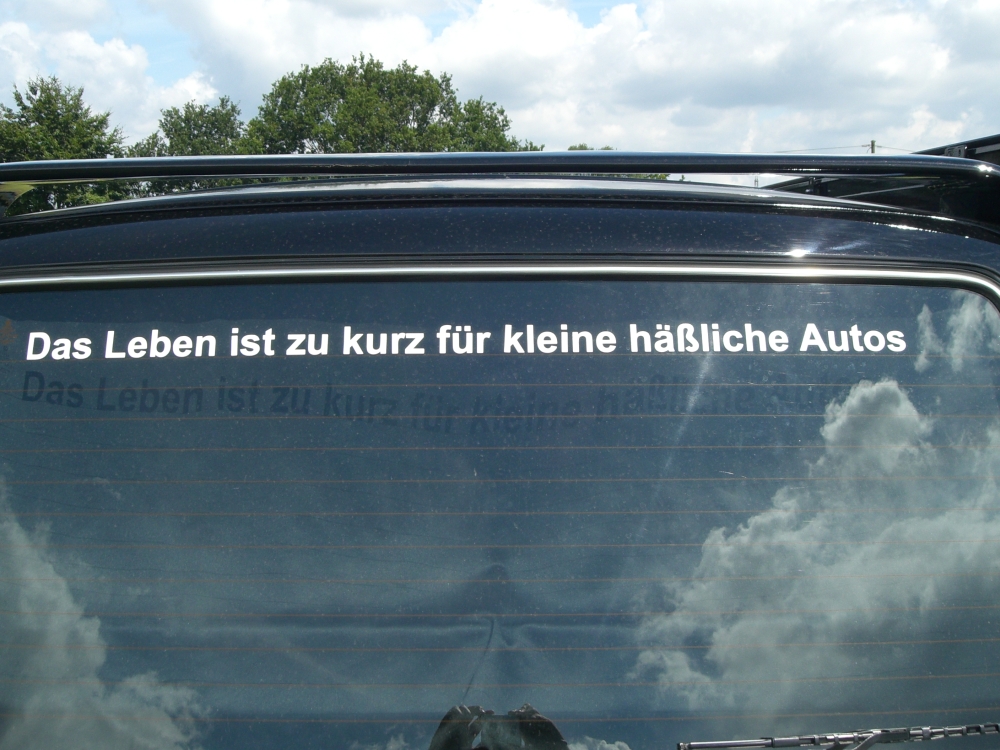 Das Leben ist zu kurz für kleine häßliche Autos